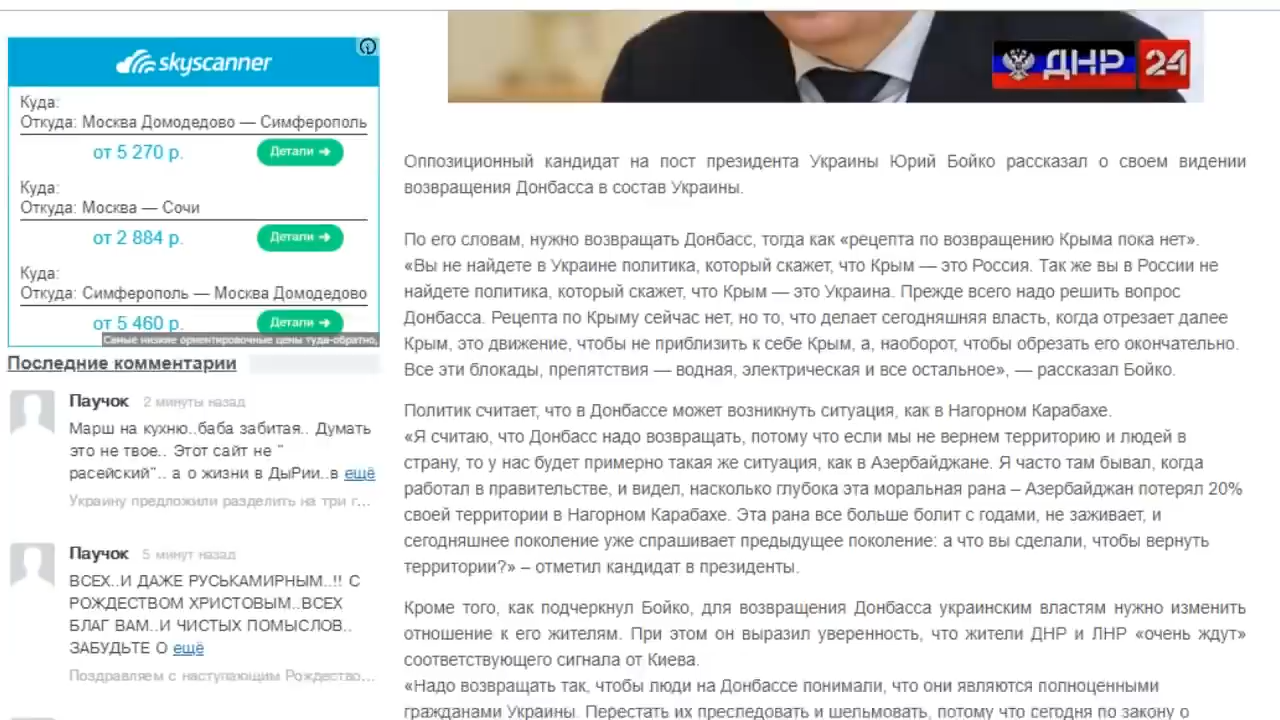 skyscanner
Куда:
Откуда: Москва Домодедово — Симферополь
от 5 270 р.
Детали ➔
Куда:
Откуда: Москва — Сочи
от 2 884 р.
Детали ➔
Куда:
Откуда: Симферополь — Москва Домодедово
от 5 460 р.
Детали ➔
Самые низкие ориентировочные цены туда-обратно,
Последние комментарии
Паучок 2 минуты назад
Марш на кухню..баба забитая.. Думать
это не твое.. Этот сайт не "
расейский".. а о жизни в ДыРии..в ещё
Украину предложили разделить на три г...
Паучок 5 минут назад
ВСЕХ..И ДАЖЕ РУСЬКАМИРНЫМ..!! С
РОЖДЕСТВОМ ХРИСТОВЫМ..ВСЕХ
БЛАГ ВАМ..И ЧИСТЫХ ПОМЫСЛОВ..
ЗАБУДЬТЕ О ещё
Поздравляем с наступающим Рождество...
ДНР 24
Оппозиционный кандидат на пост президента Украины Юрий Бойко рассказал о своем видении
возвращения Донбасса в состав Украины.
По его словам, нужно возвращать Донбасс, тогда как «рецепта по возвращению Крыма пока нет».
«Вы не найдете в Украине политика, который скажет, что Крым — это Россия. Так же вы в России не
найдете политика, который скажет, что Крым — это Украина. Прежде всего надо решить вопрос
Донбасса. Рецепта по Крыму сейчас нет, но то, что делает сегодняшняя власть, когда отрезает далее
Крым, это движение, чтобы не приблизить к себе Крым, а, наоборот, чтобы обрезать его окончательно.
Все эти блокады, препятствия — водная, электрическая и все остальное», — рассказал Бойко.
Политик считает, что в Донбассе может возникнуть ситуация, как в Нагорном Карабахе.
«Я считаю, что Донбасс надо возвращать, потому что если мы не вернем территорию и людей в
страну, то у нас будет примерно такая же ситуация, как в Азербайджане. Я часто там бывал, когда
работал в правительстве, и видел, насколько глубока эта моральная рана – Азербайджан потерял 20%
своей территории в Нагорном Карабахе. Эта рана все больше болит с годами, не заживает, и
сегодняшнее поколение уже спрашивает предыдущее поколение: а что вы сделали, чтобы вернуть
территории?» – отметил кандидат в президенты.
Кроме того, как подчеркнул Бойко, для возвращения Донбасса украинским властям нужно изменить
отношение к его жителям. При этом он выразил уверенность, что жители ДНР и ЛНР «очень ждут»
соответствующего сигнала от Киева.
«Надо возвращать так, чтобы люди на Донбассе понимали, что они являются полноценными
гражданами Украины. Перестать их преследовать и шельмовать, потому что сегодня по закону о